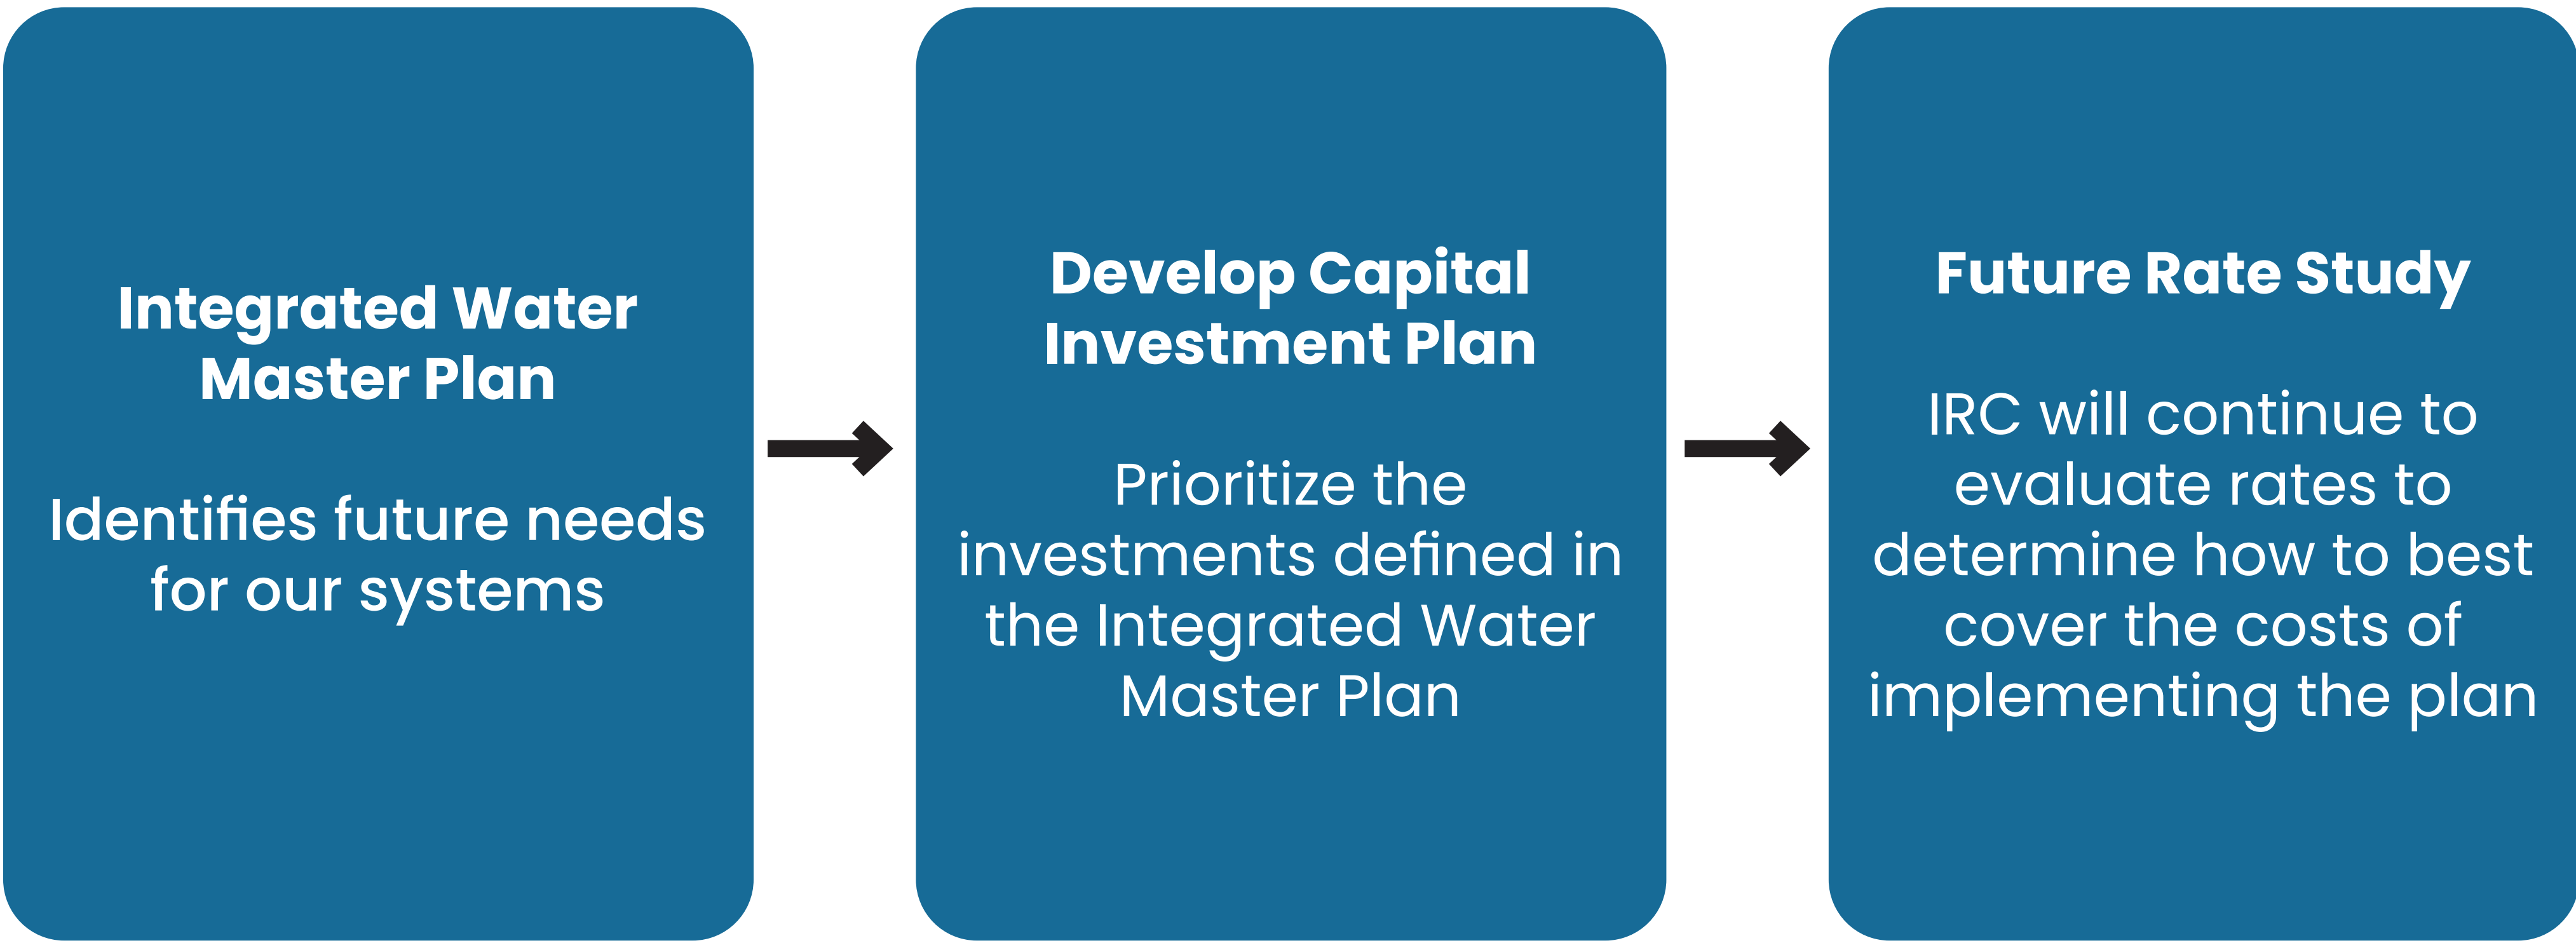 Integrated Water
Master Plan
Identifies future needs
for our systems
Develop Capital
Investment Plan
Prioritize the
investments defined in
the Integrated Water
Master Plan
Future Rate Study
IRC will continue to
evaluate rates to
determine how to best
cover the costs of
implementing the plan